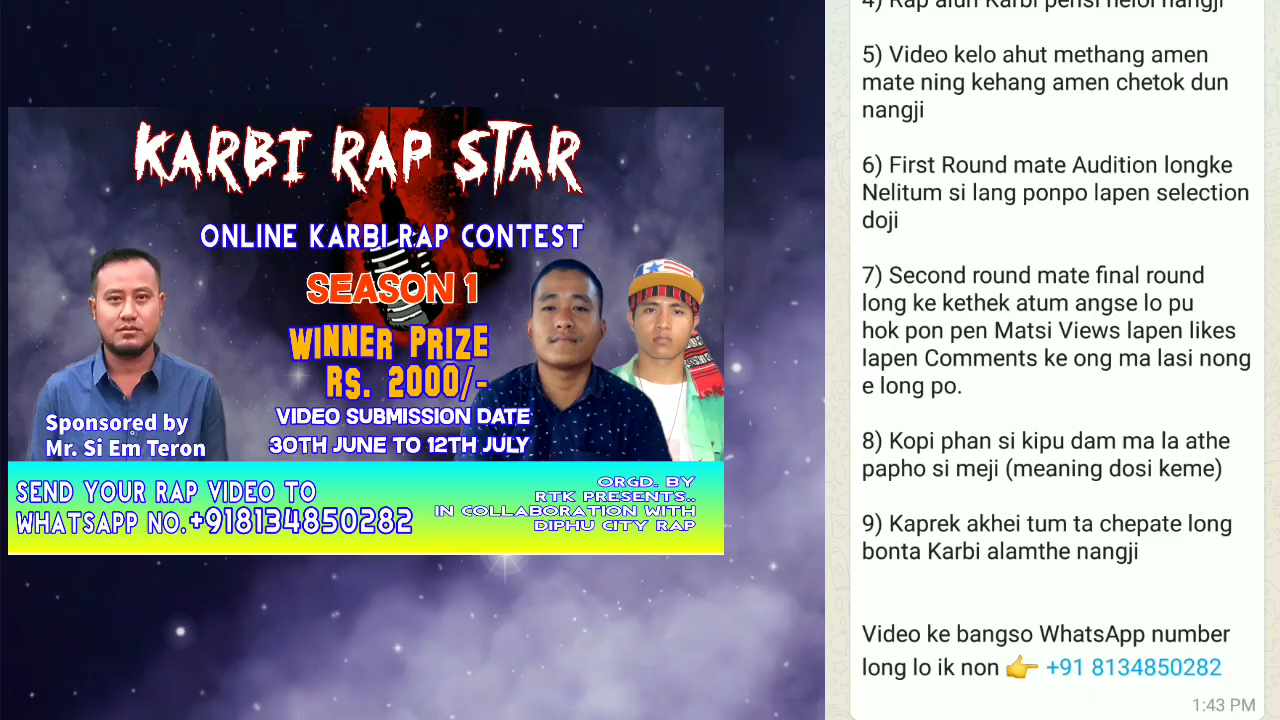 KARBI RAP STAR
ONLINE KARBI RAP CONTEST
SEASON 1
WINNER PRIZE
RS. 2000/-
VIDEO SUBMISSION DATE
30TH JUNE TO 12TH JULY
Sponsored by
Mr. Si Em Teron
SEND YOUR RAP VIDEO TO
WHATSAPP NO.+918134850282
ORGD. BY
RTK PRESENTS..
IN COLLABORATION WITH
DIPHU CITY RAP
4) Rap alun Karbi pensi neloi nangji
5) Video kelo ahut methang amen
mate ning kehang amen chetok dun
nangji
6) First Round mate Audition longke
Nelitum si lang ponpo lapen selection
doji
7) Second round mate final round
long ke kethek atum angse lo pu
hok pon pen Matsi Views lapen likes
lapen Comments ke ong ma lasi nong
e long po.
8) Kopi phan si kipu dam ma la athe
papho si meji (meaning dosi keme)
9) Kaprek akhei tum ta chepate long
bonta Karbi alamthe nangji
Video ke bangso WhatsApp number
long lo ik non 👉 +91 8134850282
1:43 PM